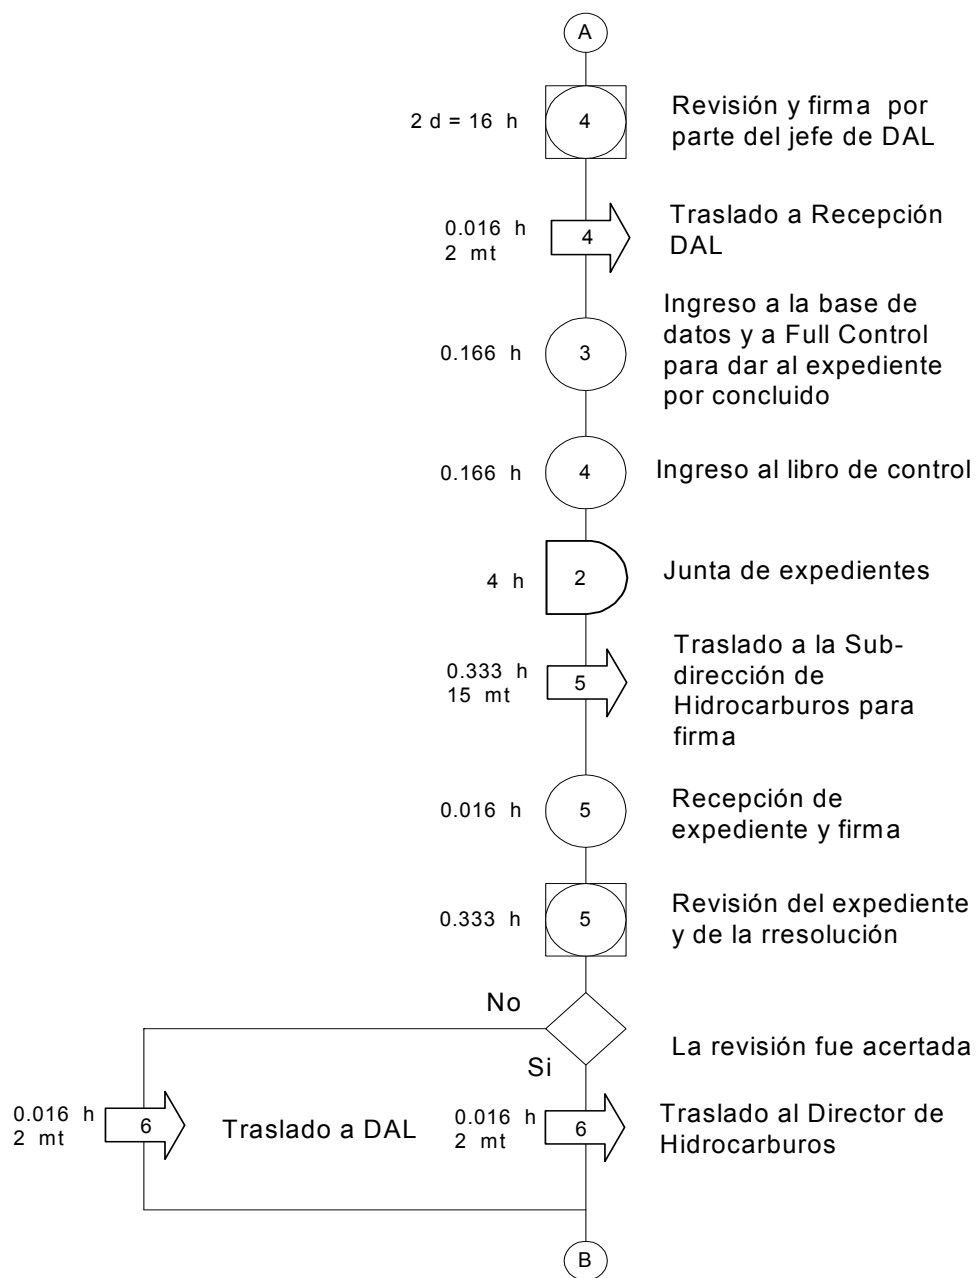 A
2 d = 16 h
4
Revisión y firma por
parte del jefe de DAL
0.016 h
2 mt
4
Traslado a Recepción
DAL
0.166 h
3
Ingreso a la base de
datos y a Full Control
para dar al expediente
por concluido
0.166 h
4
Ingreso al libro de control
4 h
2
Junta de expedientes
0.333 h
15 mt
5
Traslado a la Sub-
dirección de
Hidrocarburos para
firma
0.016 h
5
Recepción de
expediente y firma
0.333 h
5
Revisión del expediente
y de la rresolución
No
Si
La revisión fue acertada
0.016 h
2 mt
6
Traslado a DAL
0.016 h
2 mt
6
Traslado al Director de
Hidrocarburos
B